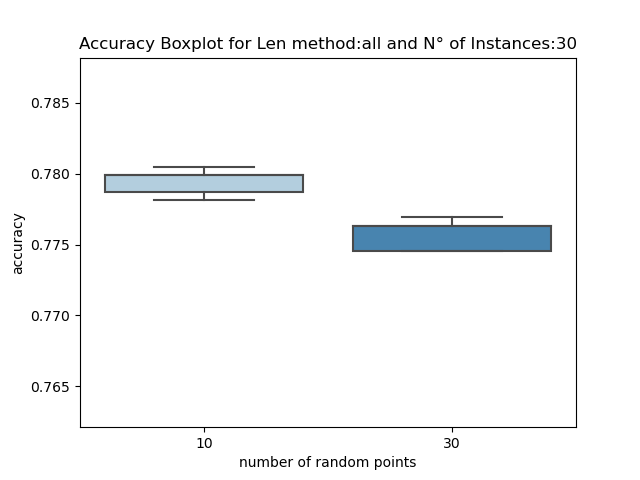 Accuracy Boxplot for Len method:all and N° of Instances:30
0.785
0.780
0.775
0.770
0.765
accuracy
10
30
number of random points